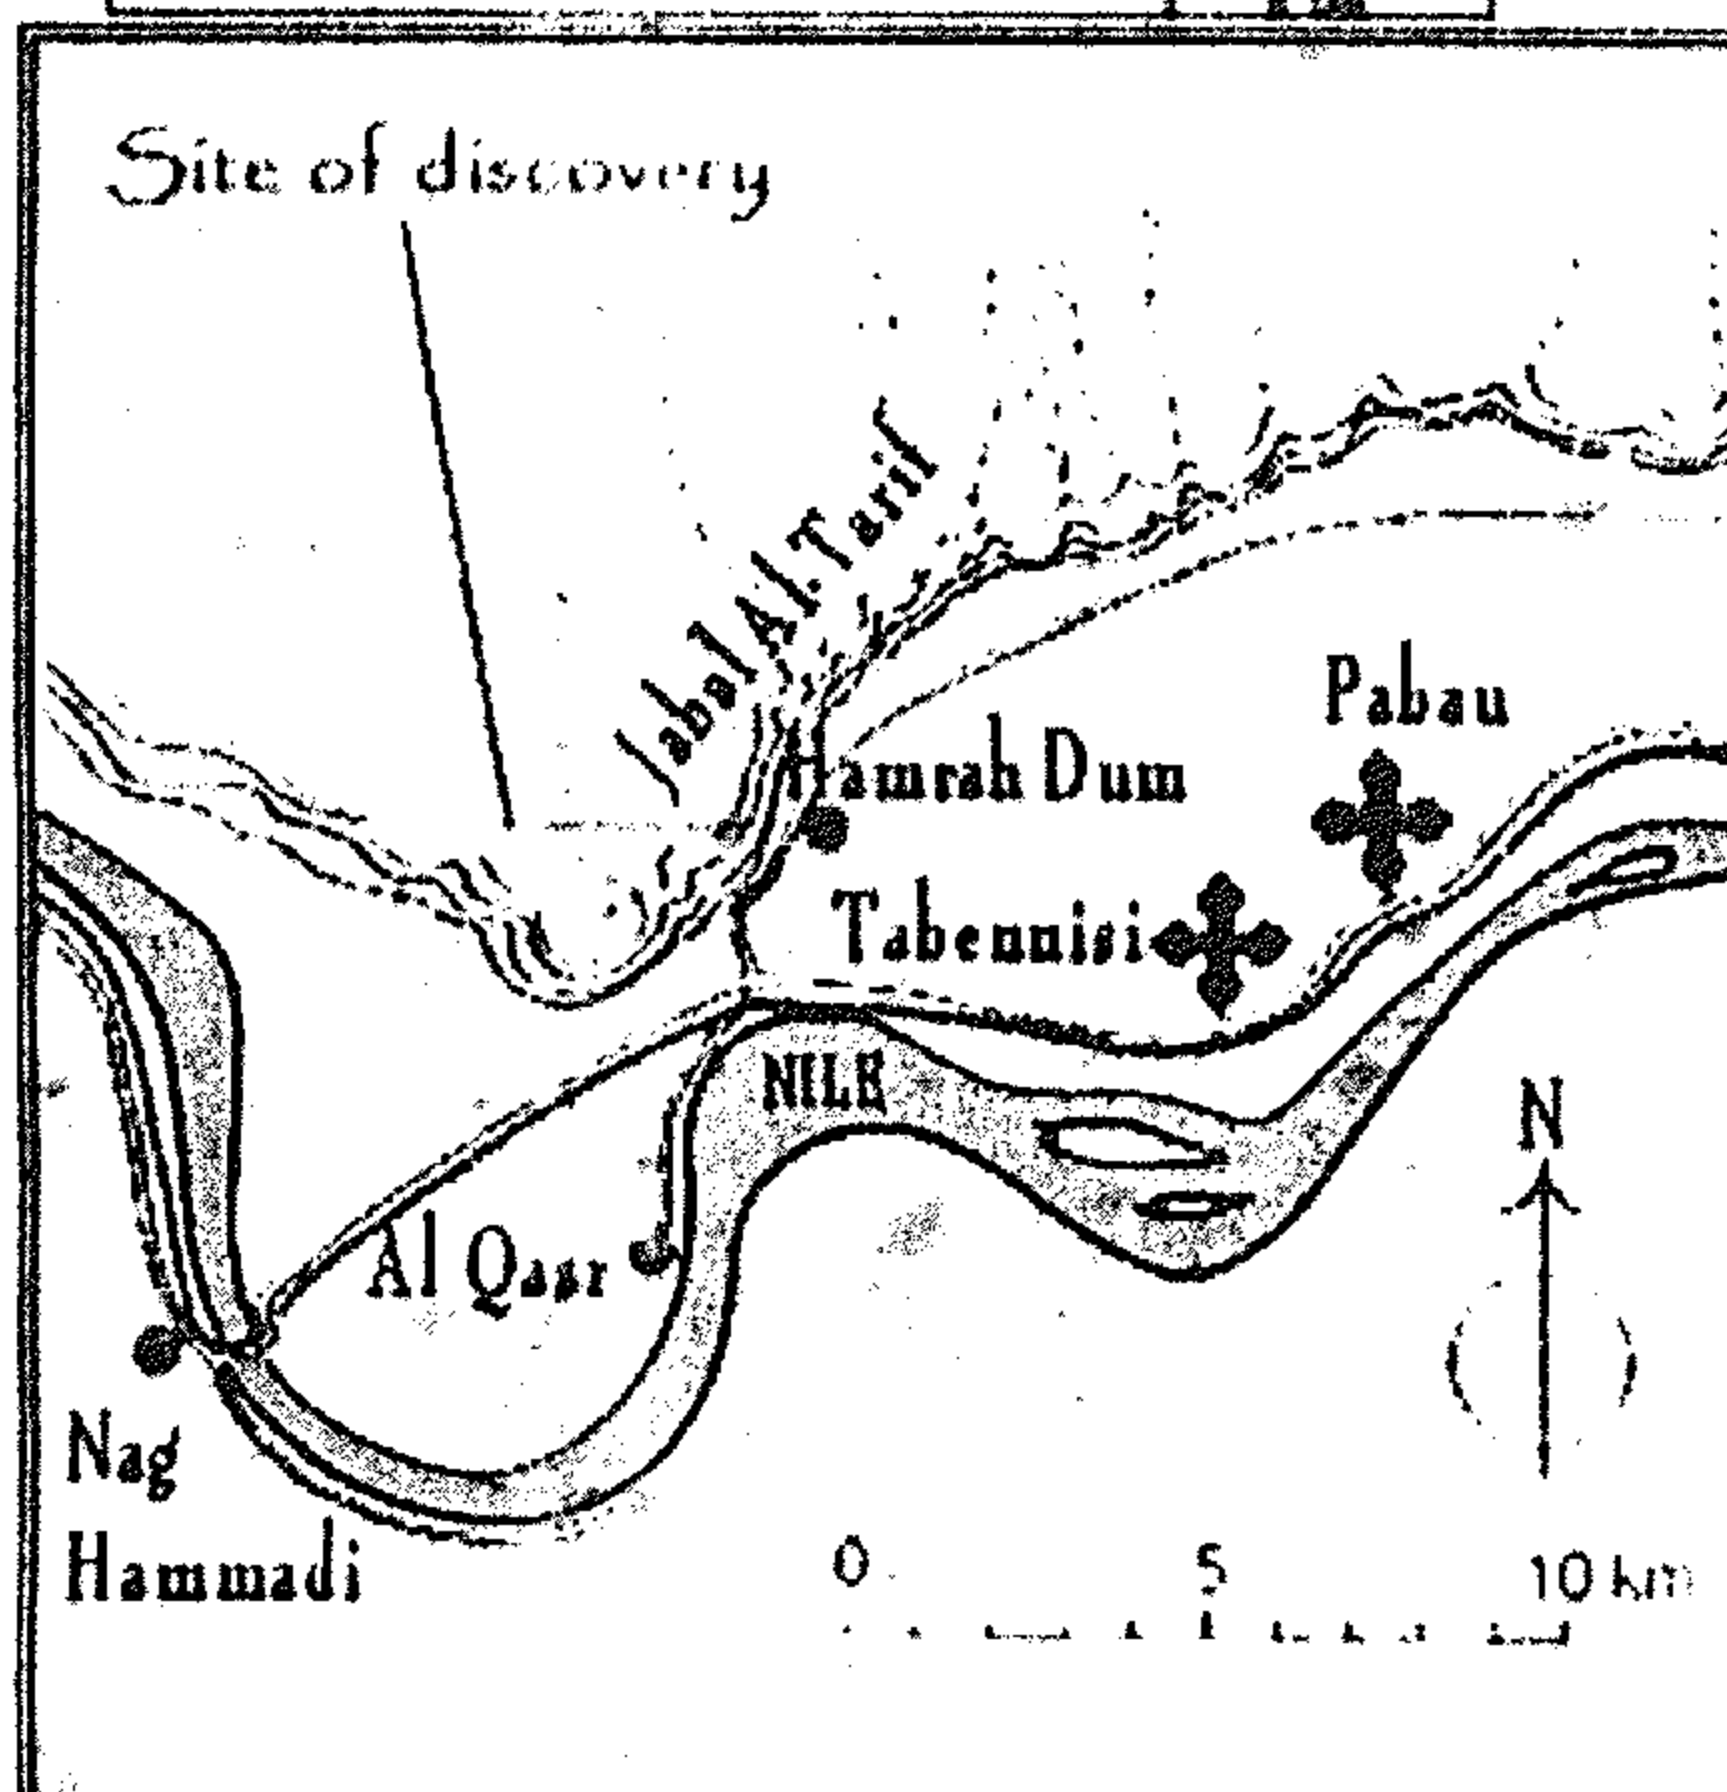 Site of discovery
Jabal Al.Tarif
Pabau
Hamrah Dum
Tabennisi
NILE
N
Al Qasr
Nag
Hammadi
0 5 10 km